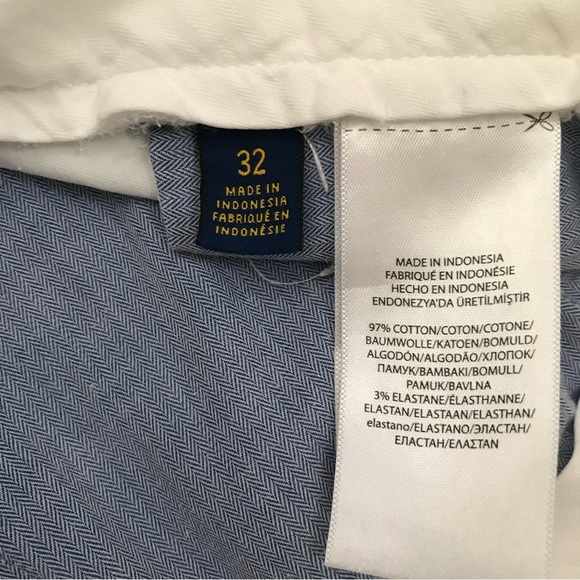 32
MADE IN
INDONESIA
FABRIQUÉ EN
INDONÉSIE
MADE IN INDONESIA
FABRIQUÉ EN INDONÉSIE
HECHO EN INDONESIA
ENDONEZYA'DA ÜRETİLMİŞTİR
97% COTTON/COTON/COTONE/
BAUMWOLLE/KATOEN/BOMULD/
ALGODÓN/ALGODÃO/ХЛОПОК/
ПАМУК/ΒΑΜΒΑΚΙ/BOMULL/
PAMUK/BAVLNA
3% ELASTANE/ÉLASTHANNE/
ELASTAN/ELASTAAN/ELASTHAN/
elastano/ELASTANO/ЭЛАСТАН/
ЕЛАСТАН/ΕΛΑΣΤΑΝ